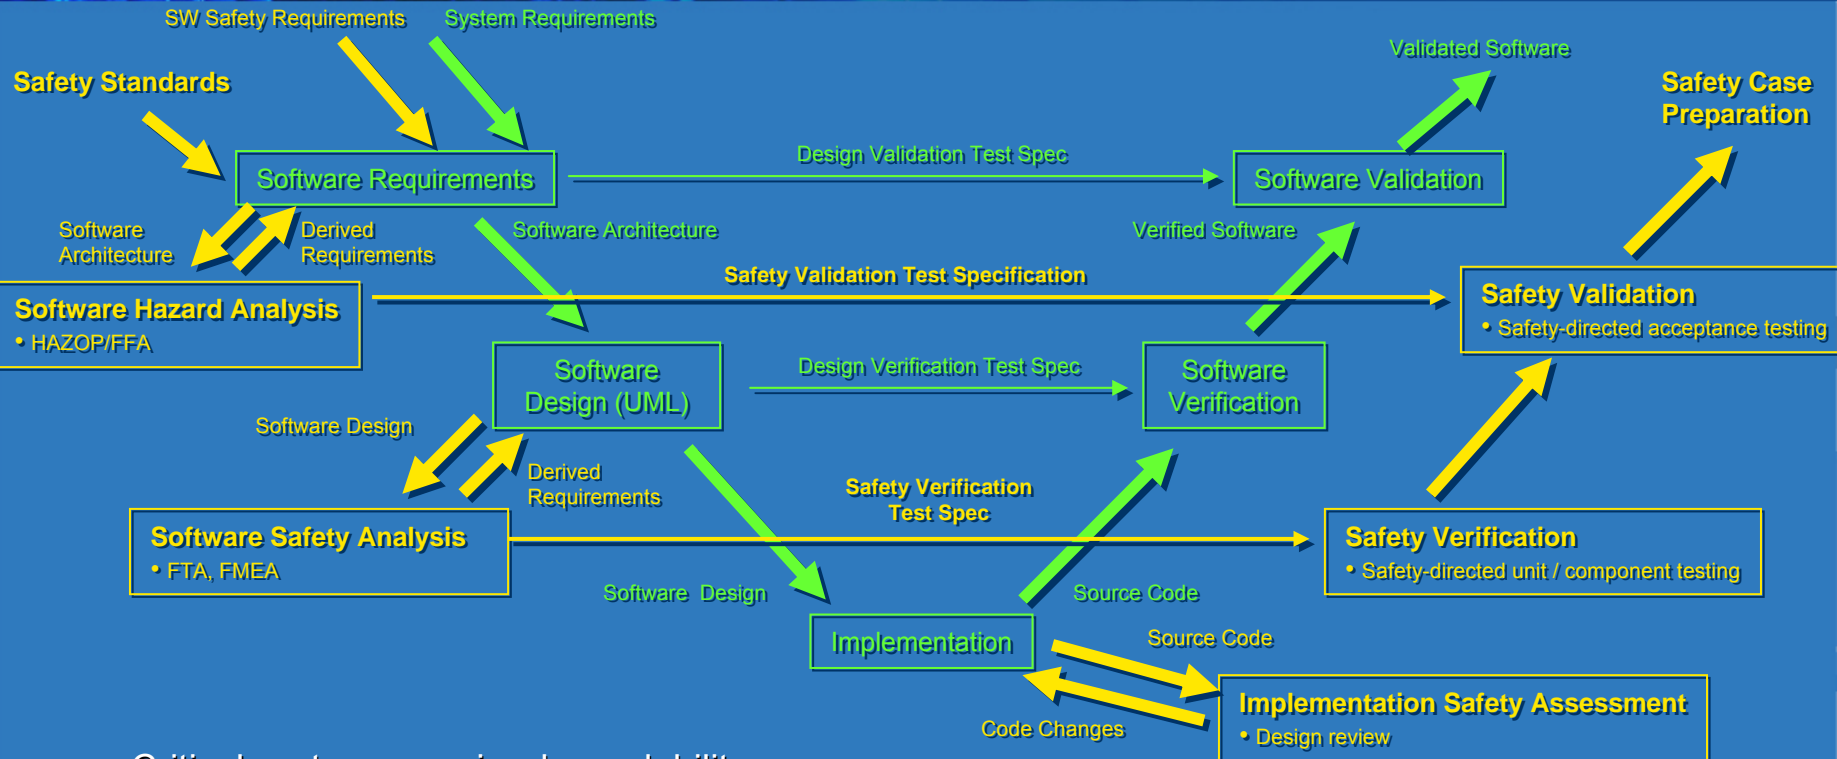 SW Safety Requirements
System Requirements
Validated Software
Safety Standards
Safety Case
Preparation
Design Validation Test Spec
Software Requirements
Software Validation
Software
Architecture
Derived
Requirements
Software Architecture
Verified Software
Safety Validation Test Specification
Software Hazard Analysis
• HAZOP/FFA
Safety Validation
• Safety-directed acceptance testing
Software
Design (UML)
Design Verification Test Spec
Software
Verification
Software Design
Derived
Requirements
Safety Verification
Test Spec
Software Safety Analysis
• FTA, FMEA
Safety Verification
• Safety-directed unit / component testing
Software Design
Source Code
Implementation
Source Code
Code Changes
Implementation Safety Assessment
• Design review